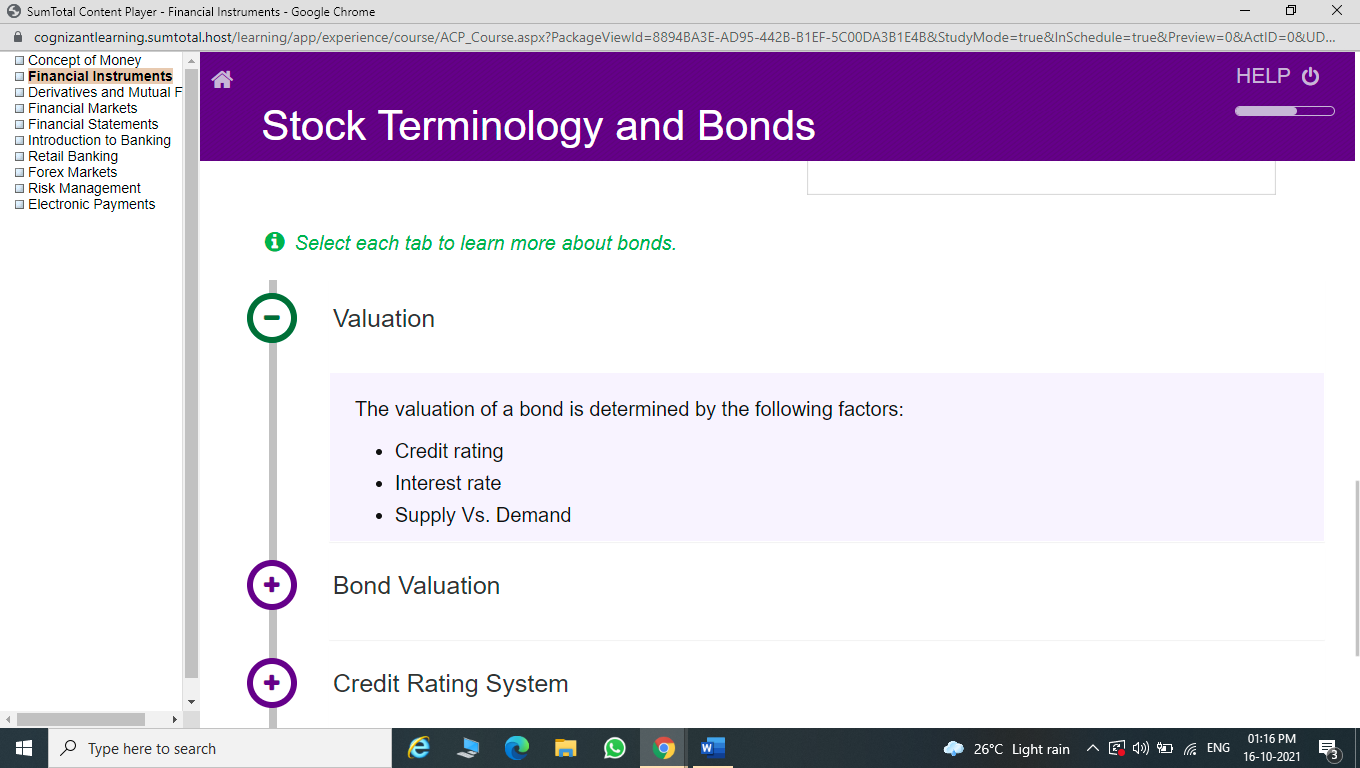 SumTotal Content Player - Financial Instruments - Google Chrome
cognizantlearning.sumtotal.host/learning/app/experience/course/ACP_Course.aspx?PackageViewId=8894BA3E-AD95-442B-B1EF-5C00DA3B1E4B&StudyMode=true&InSchedule=true&Preview=0&ActID=0&UD...
Concept of Money
Financial Instruments
Derivatives and Mutual F
Financial Markets
Financial Statements
Introduction to Banking
Retail Banking
Forex Markets
Risk Management
Electronic Payments
HELP
Stock Terminology and Bonds
Select each tab to learn more about bonds.
Valuation
The valuation of a bond is determined by the following factors:
• Credit rating
• Interest rate
• Supply Vs. Demand
Bond Valuation
Credit Rating System
Type here to search
26°C Light rain
ENG
01:16 PM
16-10-2021
3